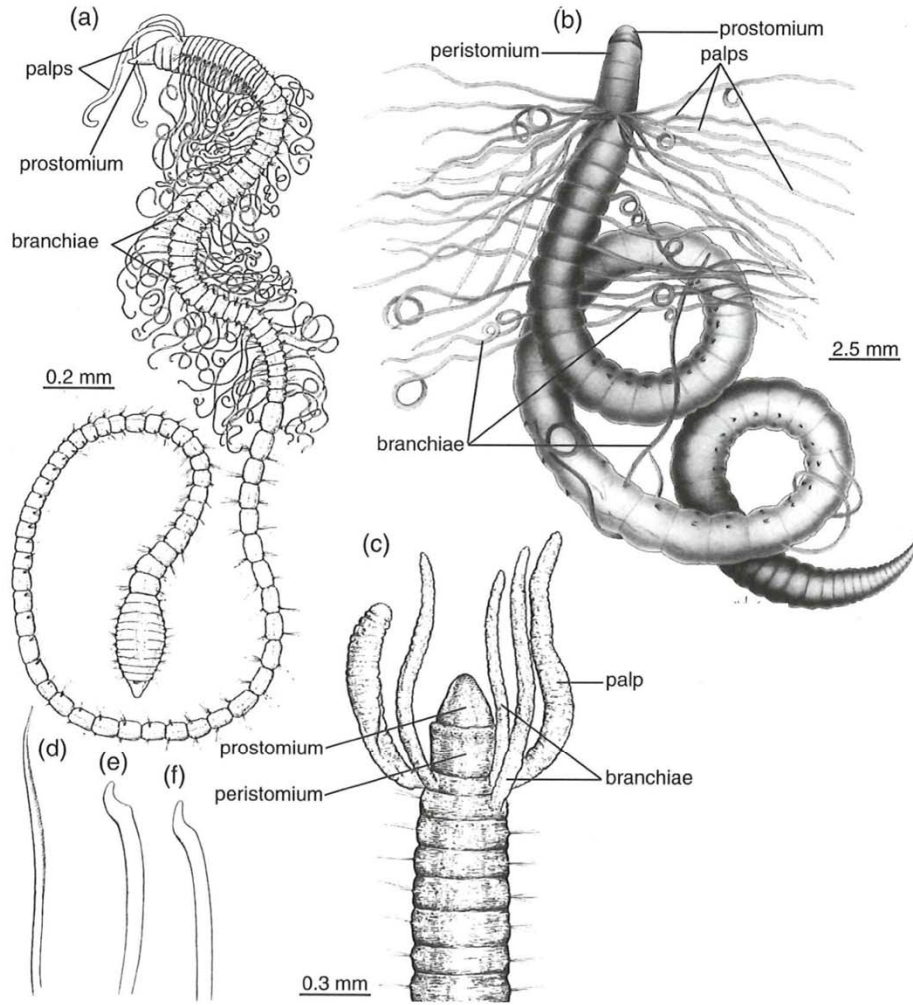 (a)
palps
prostomium
branchiae
0.2 mm
(b)
prostomium
peristomium
palps
2.5 mm
branchiae
(c)
palp
prostomium
peristomium
branchiae
0.3 mm
(d)
(e)
(f)